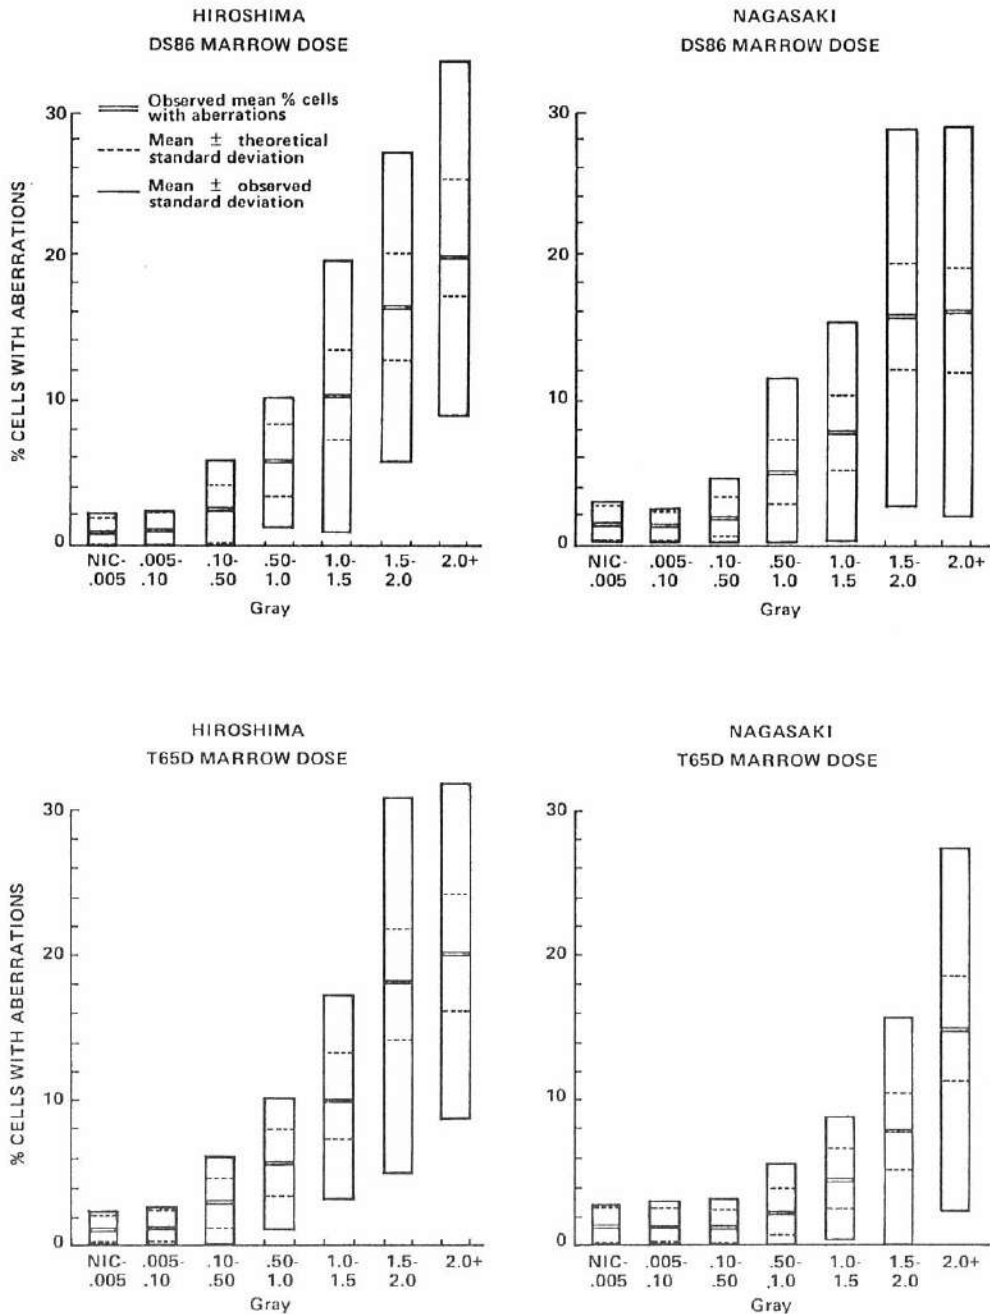 HIROSHIMA
DS86 MARROW DOSE
Observed mean % cells
with aberrations
Mean ± theoretical
standard deviation
Mean ± observed
standard deviation
% CELLS WITH ABERRATIONS
30
20
10
0
NIC- .005- .10- .50- 1.0- 1.5- 2.0+
.005 .10 .50 1.0 1.5 2.0
Gray
NAGASAKI
DS86 MARROW DOSE
30
20
10
0
NIC- .005- .10- .50- 1.0- 1.5- 2.0+
.005 .10 .50 1.0 1.5 2.0
Gray
HIROSHIMA
T65D MARROW DOSE
% CELLS WITH ABERRATIONS
30
20
10
0
NIC- .005- .10- .50- 1.0- 1.5- 2.0+
.005 .10 .50 1.0 1.5 2.0
Gray
NAGASAKI
T65D MARROW DOSE
30
20
10
0
NIC- .005- .10- .50- 1.0- 1.5- 2.0+
.005 .10 .50 .1.0 1.5 2.0
Gray